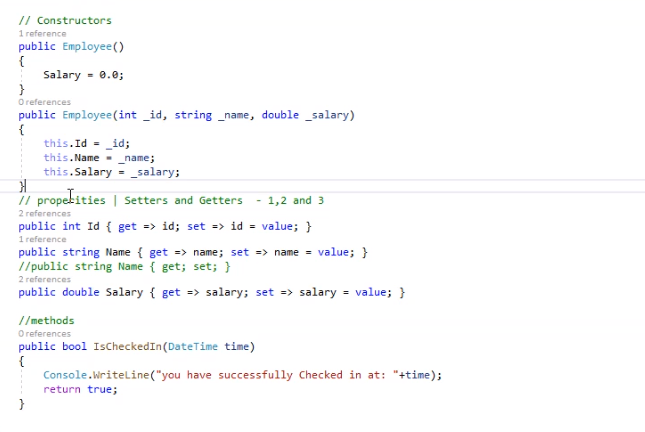 // Constructors
1 reference
public Employee()
{
Salary = 0.0;
}
0 references
public Employee(int _id, string _name, double _salary)
{
this.Id = _id;
this.Name = _name;
this.Salary = _salary;
}
// properities | Setters and Getters - 1,2 and 3
2 references
public int Id { get => id; set => id = value; }
1 reference
public string Name { get => name; set => name = value; }
//public string Name { get; set; }
2 references
public double Salary { get => salary; set => salary = value; }
//methods
0 references
public bool IsCheckedIn(DateTime time)
{
Console.WriteLine("you have successfully Checked in at: "+time);
return true;
}